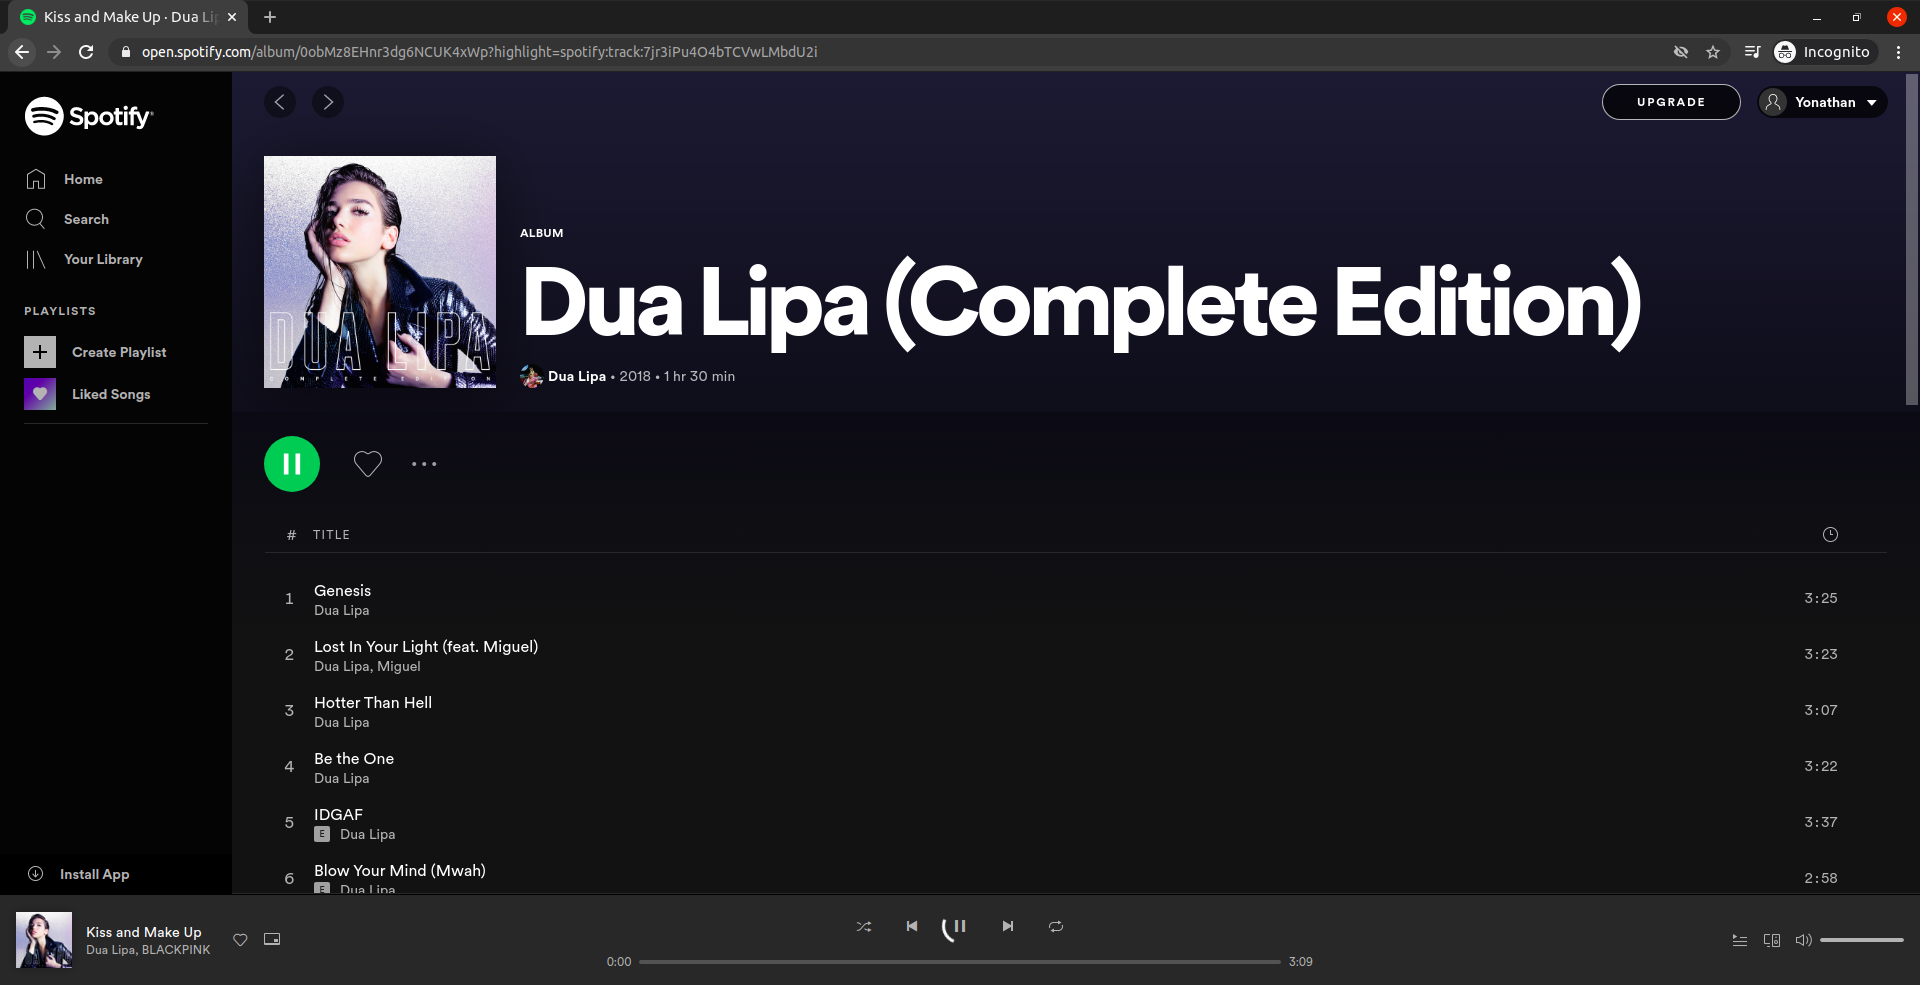 Kiss and Make Up · Dua Lip
open.spotify.com/album/0obMz8EHnr3dg6NCUK4xWp?highlight=spotify:track:7jr3iPu4O4bTCVwLMbdU2i
Incognito
Spotify
Home
Search
Your Library
PLAYLISTS
Create Playlist
Liked Songs
Install App
UPGRADE
Yonathan
DUA LIPA
COMPLETE EDITION
ALBUM
Dua Lipa (Complete Edition)
Dua Lipa • 2018 • 1 hr 30 min
# TITLE
1 Genesis 3:25
Dua Lipa
2 Lost In Your Light (feat. Miguel) 3:23
Dua Lipa, Miguel
3 Hotter Than Hell 3:07
Dua Lipa
4 Be the One 3:22
Dua Lipa
5 IDGAF 3:37
E Dua Lipa
6 Blow Your Mind (Mwah) 2:58
E Dua Lipa
Kiss and Make Up
Dua Lipa, BLACKPINK
0:00 3:09